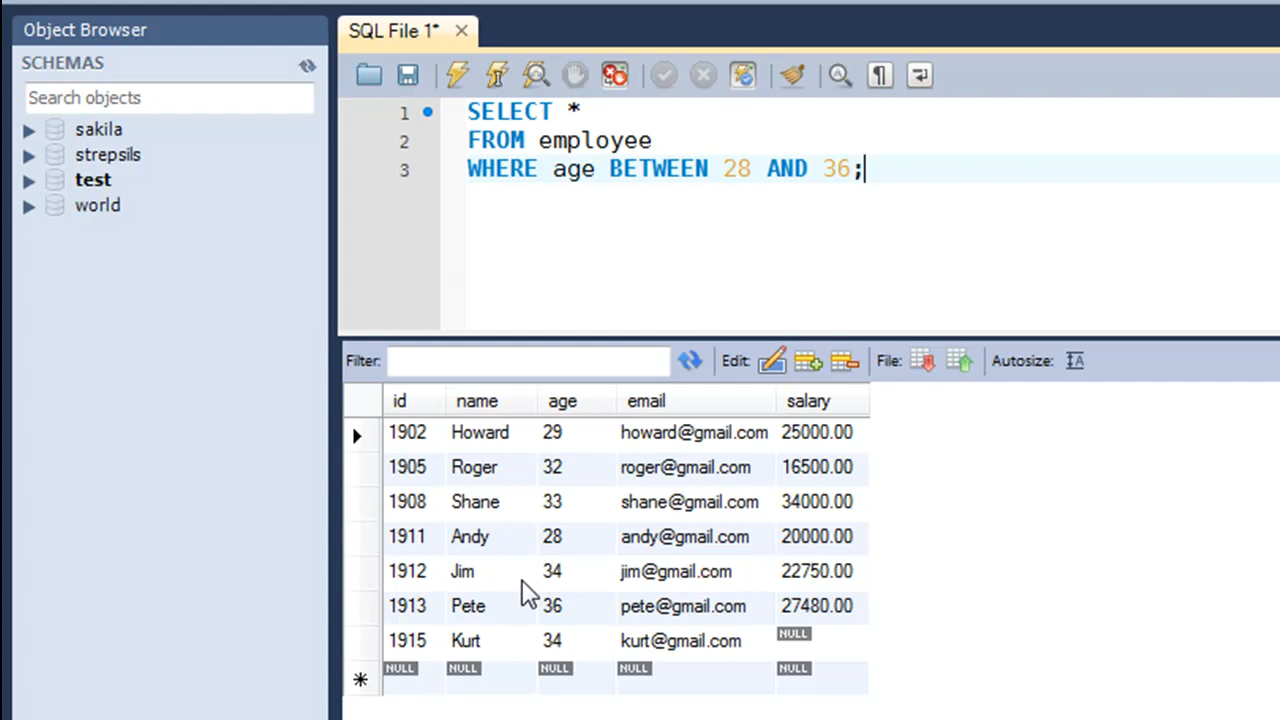 Object Browser
SCHEMAS
Search objects
sakila
strepsils
test
world
SQL File 1*
1 SELECT *
2 FROM employee
3 WHERE age BETWEEN 28 AND 36;
Filter: Edit: File: Autosize:
id name age email salary
1902 Howard 29 howard@gmail.com 25000.00
1905 Roger 32 roger@gmail.com 16500.00
1908 Shane 33 shane@gmail.com 34000.00
1911 Andy 28 andy@gmail.com 20000.00
1912 Jim 34 jim@gmail.com 22750.00
1913 Pete 36 pete@gmail.com 27480.00
1915 Kurt 34 kurt@gmail.com NULL
NULL NULL NULL NULL NULL